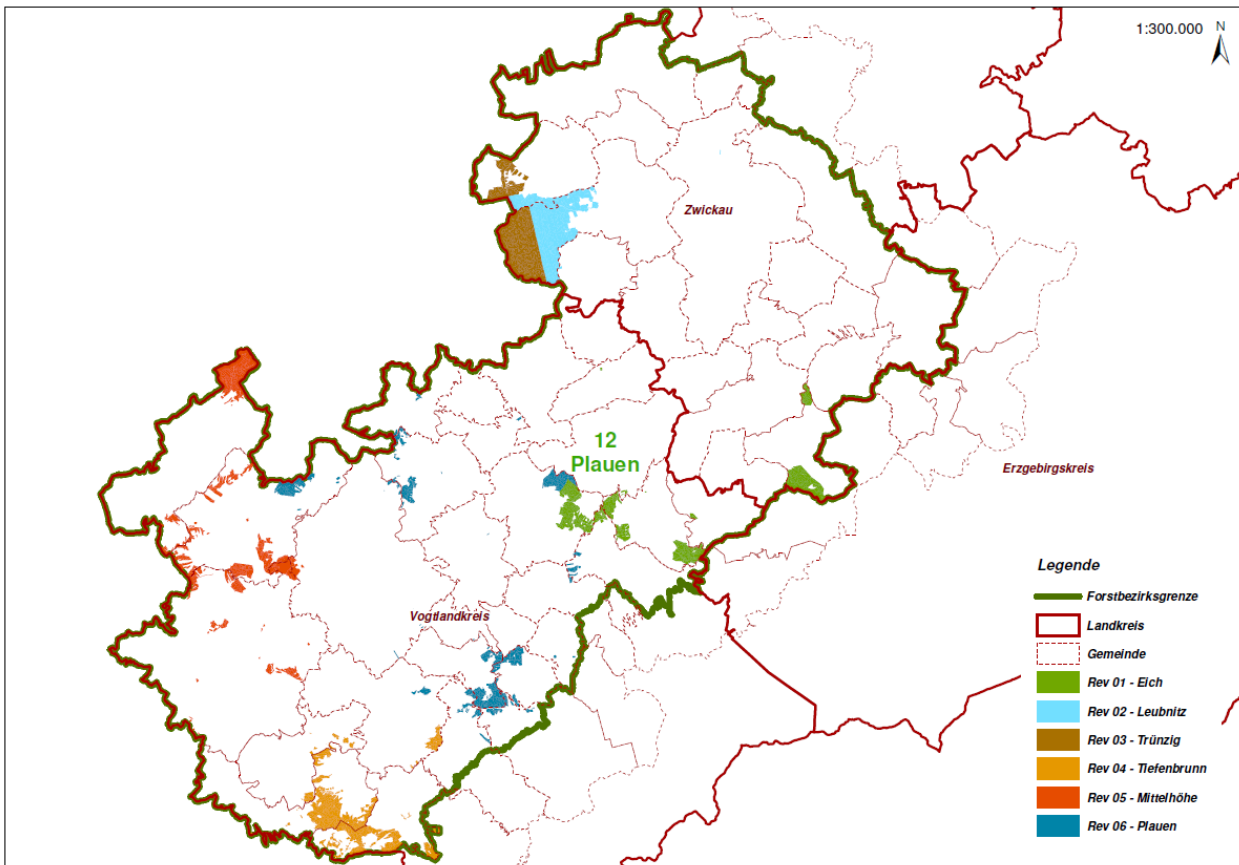 1:300.000 N
Zwickau
12
Plauen
Erzgebirgskreis
Vogtlandkreis
Legende
Forstbezirksgrenze
Landkreis
Gemeinde
Rev 01 - Eich
Rev 02 - Leubnitz
Rev 03 - Trünzig
Rev 04 - Tiefenbrunn
Rev 05 - Mittelhöhe
Rev 06 - Plauen